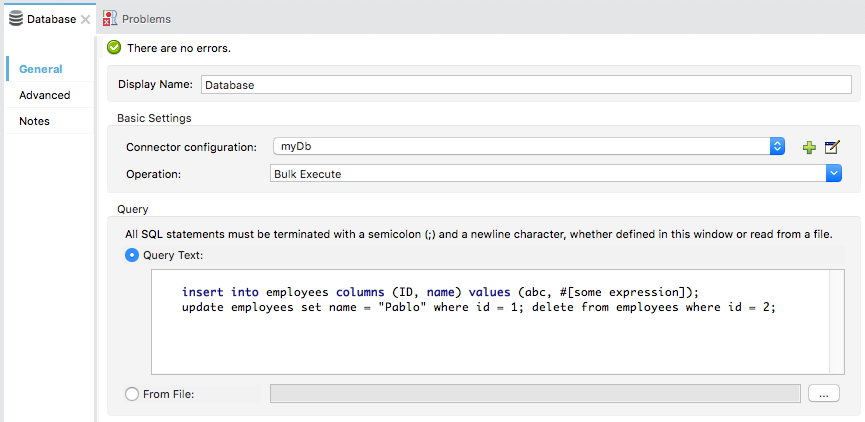 Database Problems
There are no errors.
General
Advanced
Notes
Display Name: Database
Basic Settings
Connector configuration: myDb
Operation: Bulk Execute
Query
All SQL statements must be terminated with a semicolon (;) and a newline character, whether defined in this window or read from a file.
Query Text:
insert into employees columns (ID, name) values (abc, #[some expression]);
update employees set name = "Pablo" where id = 1; delete from employees where id = 2;
From File: ...